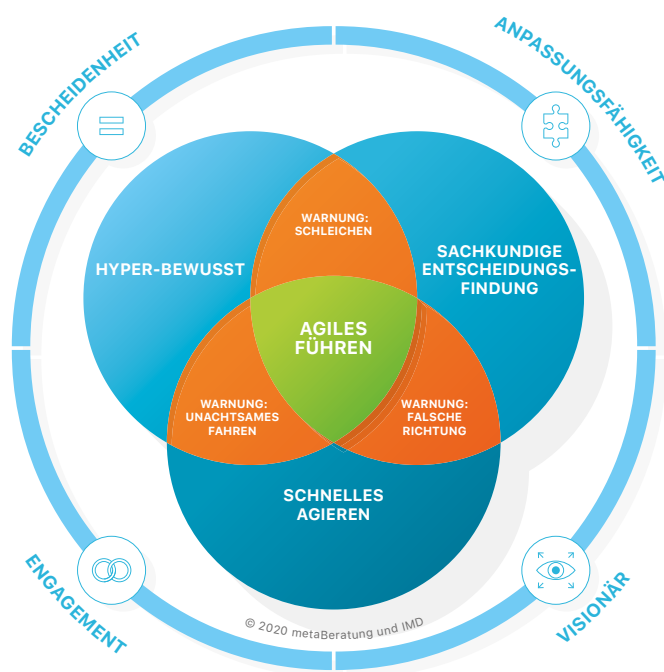 BESCHEIDENHEIT
ANPASSUNGSFÄHIGKEIT
WARNUNG:
SCHLEICHEN
HYPER-BEWUSST
SACHKUNDIGE
ENTSCHEIDUNGS-
FINDUNG
AGILES
FÜHREN
WARNUNG:
UNACHTSAMES
FAHREN
WARNUNG:
FALSCHE
RICHTUNG
SCHNELLES
AGIEREN
ENGAGEMENT
VISIONÄR
© 2020 metaBeratung und IMD